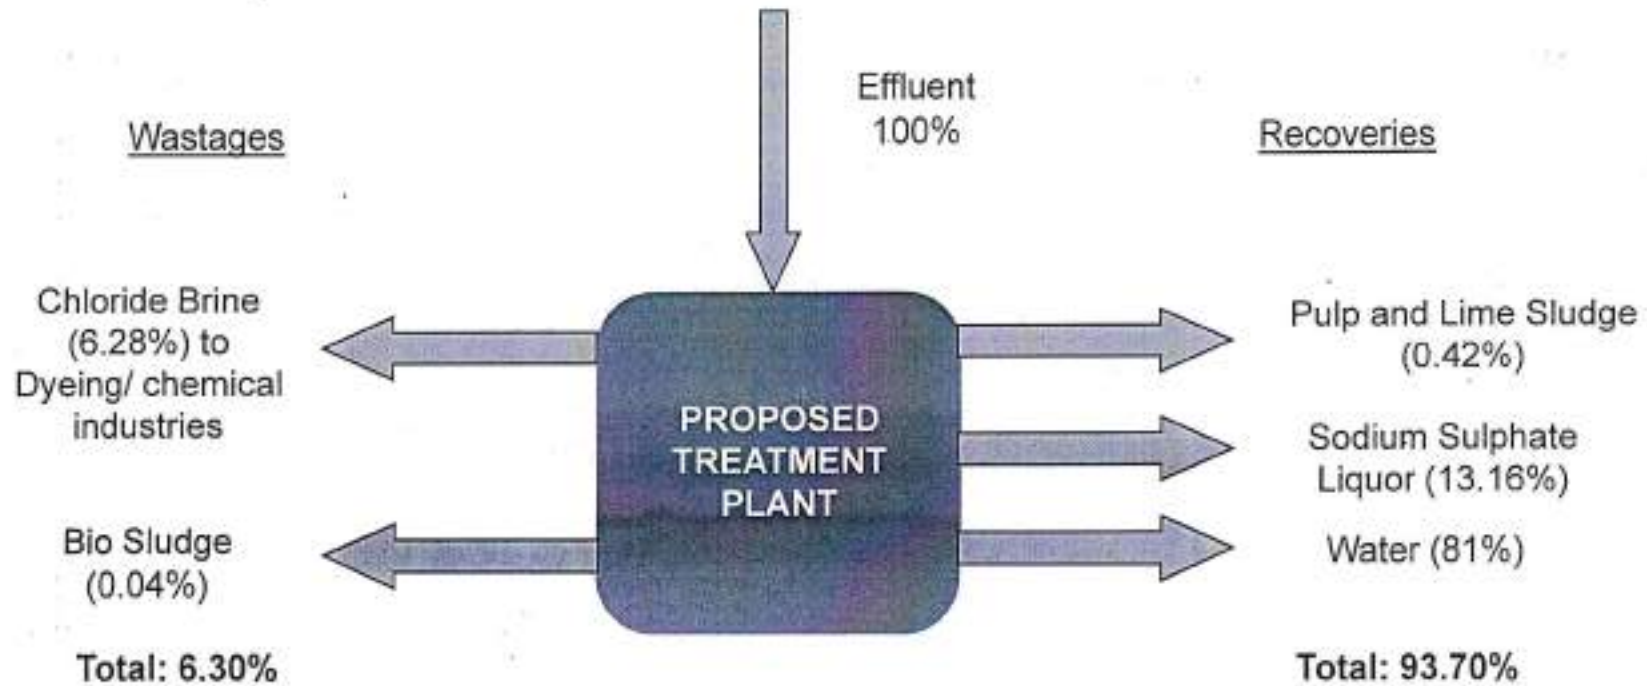 Effluent
100%
Wastages
Recoveries
Chloride Brine
(6.28%) to
Dyeing/ chemical
industries
Bio Sludge
(0.04%)
Total: 6.30%
PROPOSED
TREATMENT
PLANT
Pulp and Lime Sludge
(0.42%)
Sodium Sulphate
Liquor (13.16%)
Water (81%)
Total: 93.70%